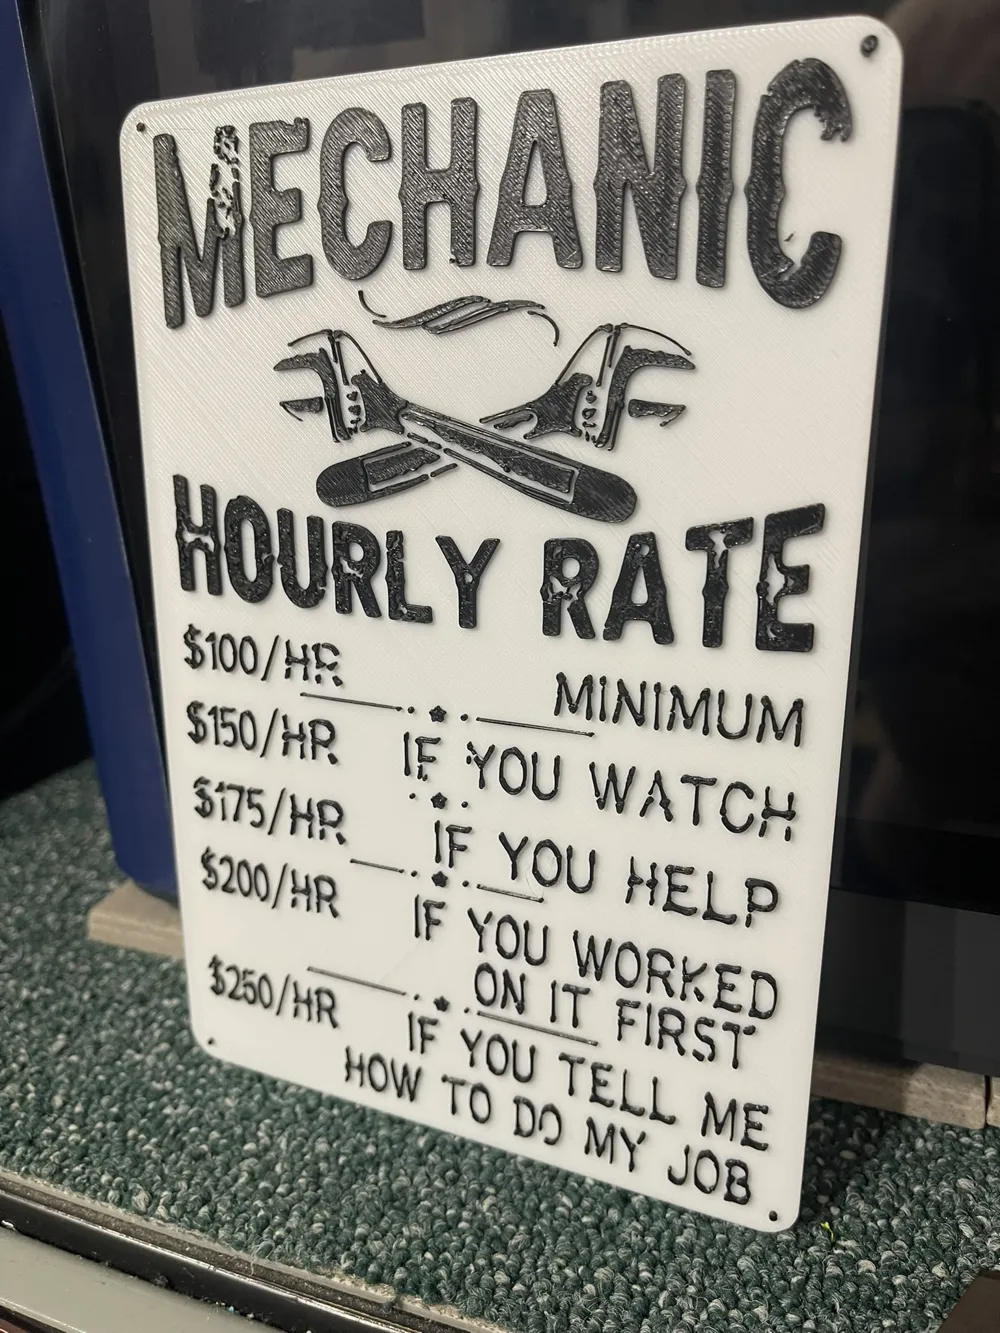 MECHANIC
HOURLY RATE
$100/HR MINIMUM
$150/HR IF YOU WATCH
$175/HR IF YOU HELP
$200/HR IF YOU WORKED
ON IT FIRST
$250/HR IF YOU TELL ME
HOW TO DO MY JOB